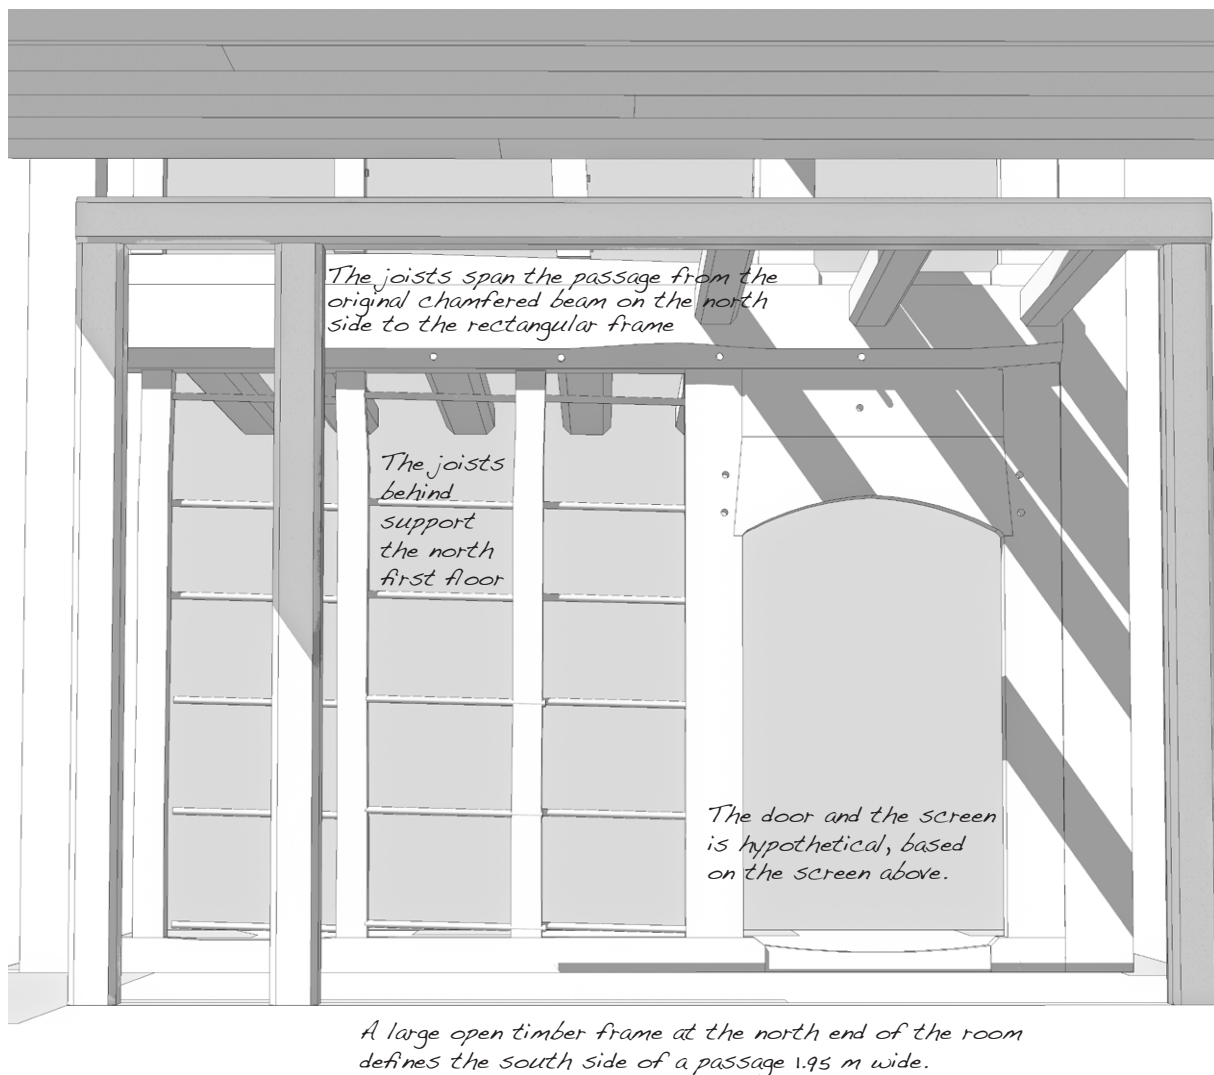 The joists span the passage from the
original chamfered beam on the north
side to the rectangular frame
The joists
behind
support
the north
first floor
The door and the screen
is hypothetical, based
on the screen above.
A large open timber frame at the north end of the room
defines the south side of a passage 1.95 m wide.